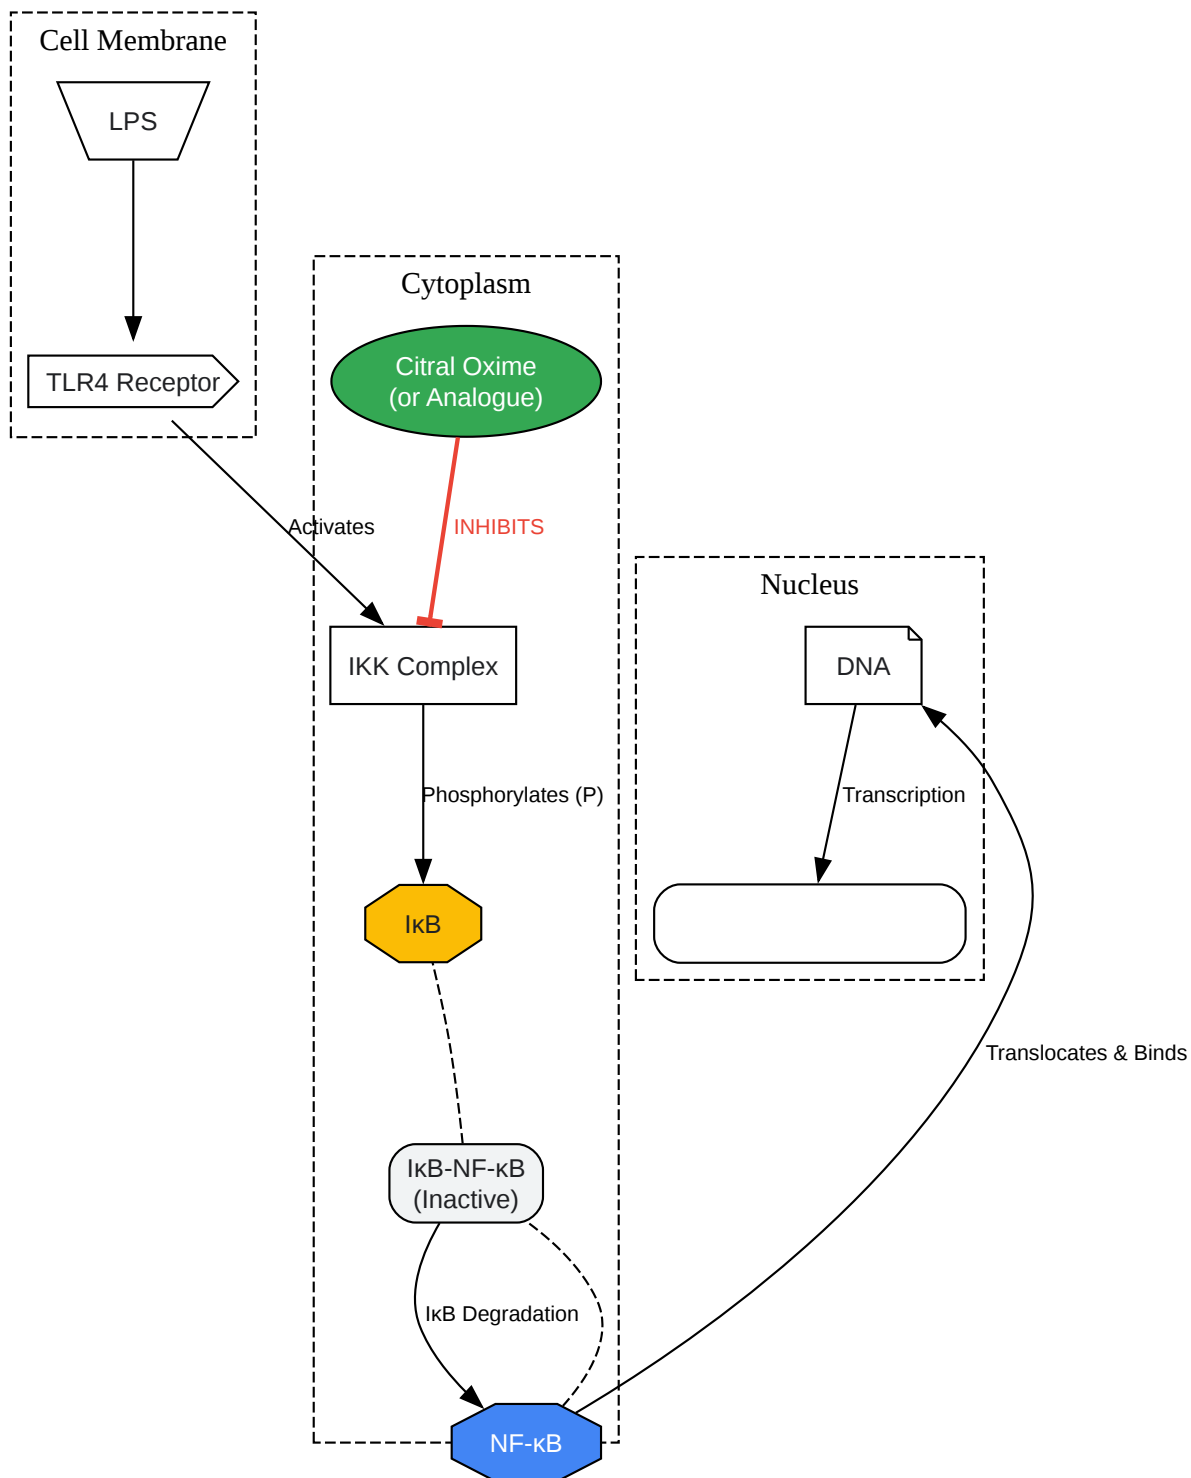 Cell Membrane
LPS
TLR4 Receptor
Activates
Cytoplasm
Citral Oxime
(or Analogue)
INHIBITS
IKK Complex
Phosphorylates (P)
IκB
IκB-NF-κB
(Inactive)
IκB Degradation
NF-κB
Nucleus
DNA
Transcription
Translocates & Binds